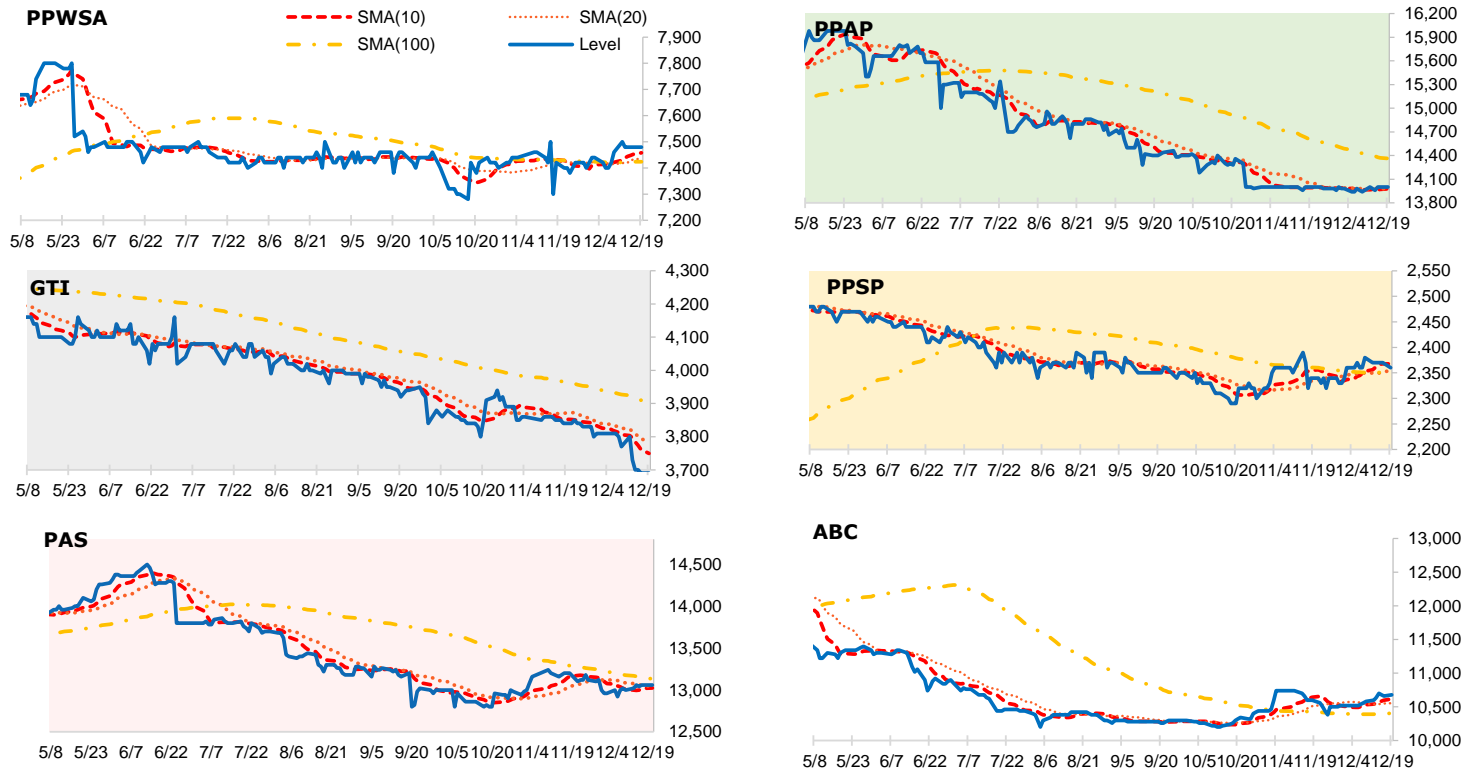 PPWSA
SMA(10)
SMA(20)
SMA(100)
Level
7,900
7,800
7,700
7,600
7,500
7,400
7,300
7,200
5/8 5/23 6/7 6/22 7/7 7/22 8/6 8/21 9/5 9/20 10/5 10/20 11/4 11/19 12/4 12/19
PPAP
16,200
15,900
15,600
15,300
15,000
14,700
14,400
14,100
13,800
5/8 5/23 6/7 6/22 7/7 7/22 8/6 8/21 9/5 9/20 10/5 10/20 11/4 11/19 12/4 12/19
GTI
4,300
4,200
4,100
4,000
3,900
3,800
3,700
5/8 5/23 6/7 6/22 7/7 7/22 8/6 8/21 9/5 9/20 10/5 10/20 11/4 11/19 12/4 12/19
PPSP
2,550
2,500
2,450
2,400
2,350
2,300
2,250
2,200
5/8 5/23 6/7 6/22 7/7 7/22 8/6 8/21 9/5 9/20 10/5 10/20 11/4 11/19 12/4 12/19
PAS
14,500
14,000
13,500
13,000
12,500
5/8 5/23 6/7 6/22 7/7 7/22 8/6 8/21 9/5 9/20 10/5 10/20 11/4 11/19 12/4 12/19
ABC
13,000
12,500
12,000
11,500
11,000
10,500
10,000
5/8 5/23 6/7 6/22 7/7 7/22 8/6 8/21 9/5 9/20 10/5 10/20 11/4 11/19 12/4 12/19